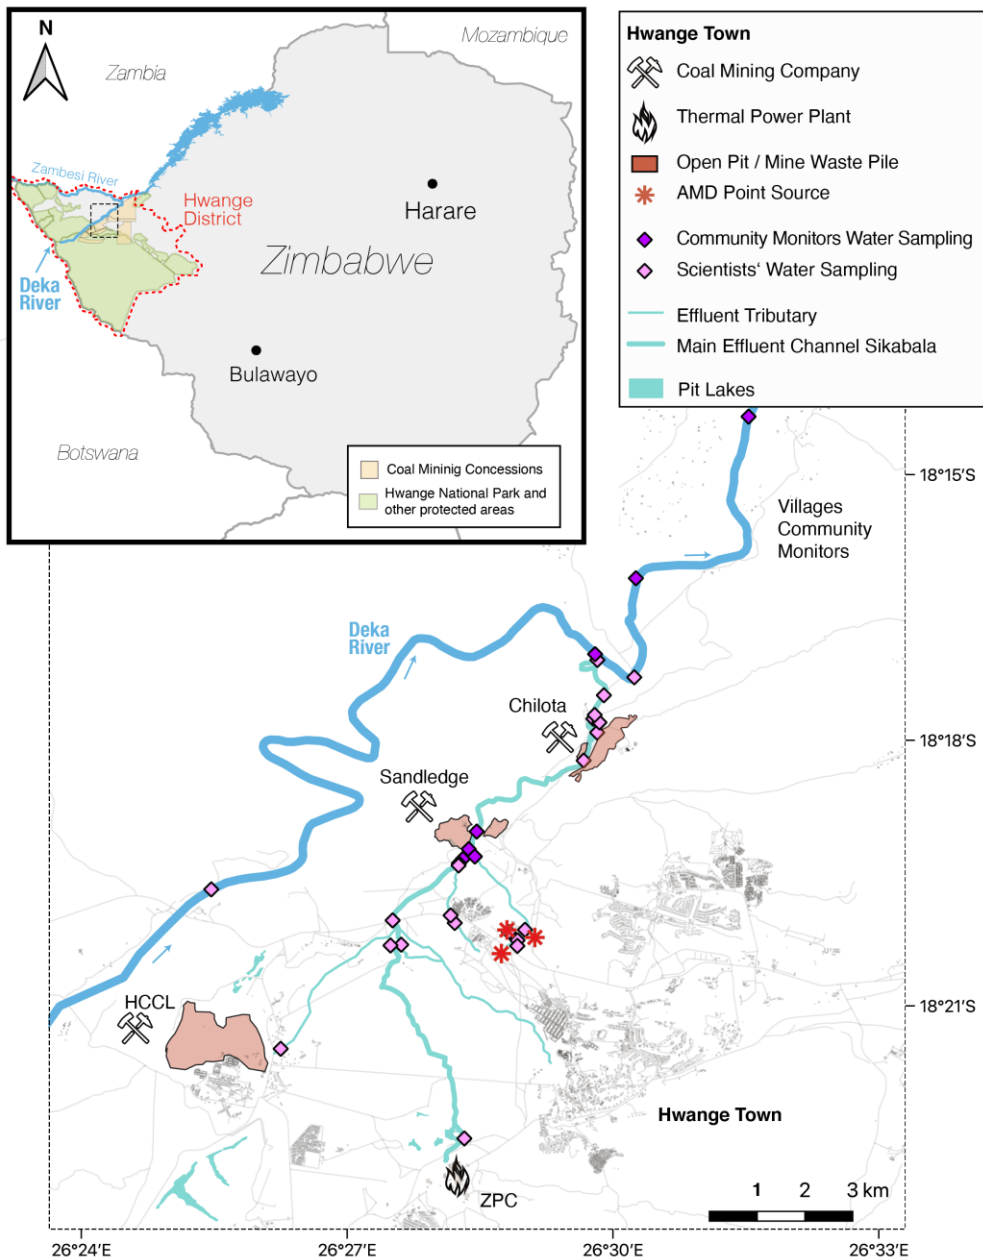 N
Mozambique
Zambia
Zambesi River
Hwange
District
Harare
Zimbabwe
Deka
River
Bulawayo
Botswana
Coal Mininig Concessions
Hwange National Park and
other protected areas
Hwange Town
Coal Mining Company
Thermal Power Plant
Open Pit / Mine Waste Pile
AMD Point Source
Community Monitors Water Sampling
Scientists‘ Water Sampling
Effluent Tributary
Main Effluent Channel Sikabala
Pit Lakes
18°15'S
Villages
Community
Monitors
Deka
River
Chilota
18°18'S
Sandledge
HCCL
18°21'S
Hwange Town
ZPC
1 2 3 km
26°24'E
26°27'E
26°30'E
26°33'E